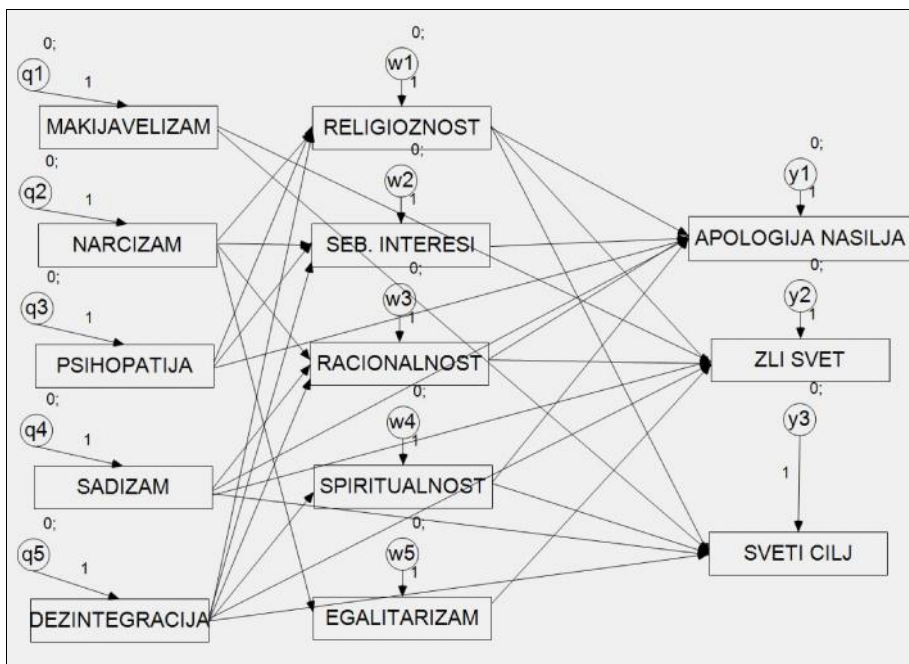 0;
q1
1
MAKIJAVELIZAM
0;
q2
1
NARCIZAM
0;
q3
1
PSIHOPATIJA
0;
q4
1
SADIZAM
0;
q5
1
DEZINTEGRACIJA
0;
w1
1
RELIGIOZNOST
0;
w2
1
SEB. INTERESI
0;
w3
1
RACIONALNOST
0;
w4
1
SPIRITUALNOST
0;
w5
1
EGALITARIZAM
0;
y1
1
APOLOGIJA NASILJA
0;
y2
1
ZLI SVET
0;
y3
1
SVETI CILJ